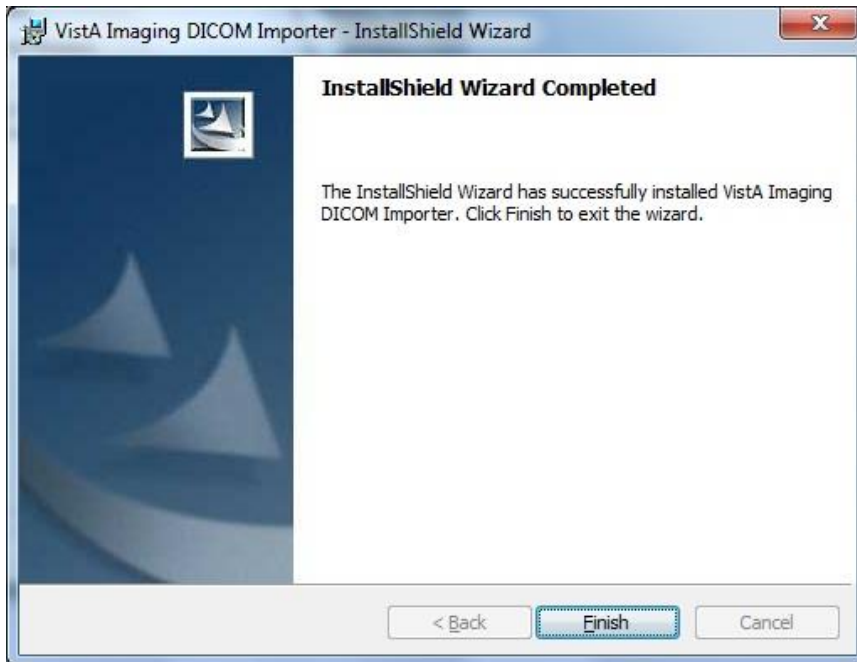 VistA Imaging DICOM Importer - InstallShield Wizard
InstallShield Wizard Completed
The InstallShield Wizard has successfully installed VistA Imaging
DICOM Importer. Click Finish to exit the wizard.
< Back
Finish
Cancel